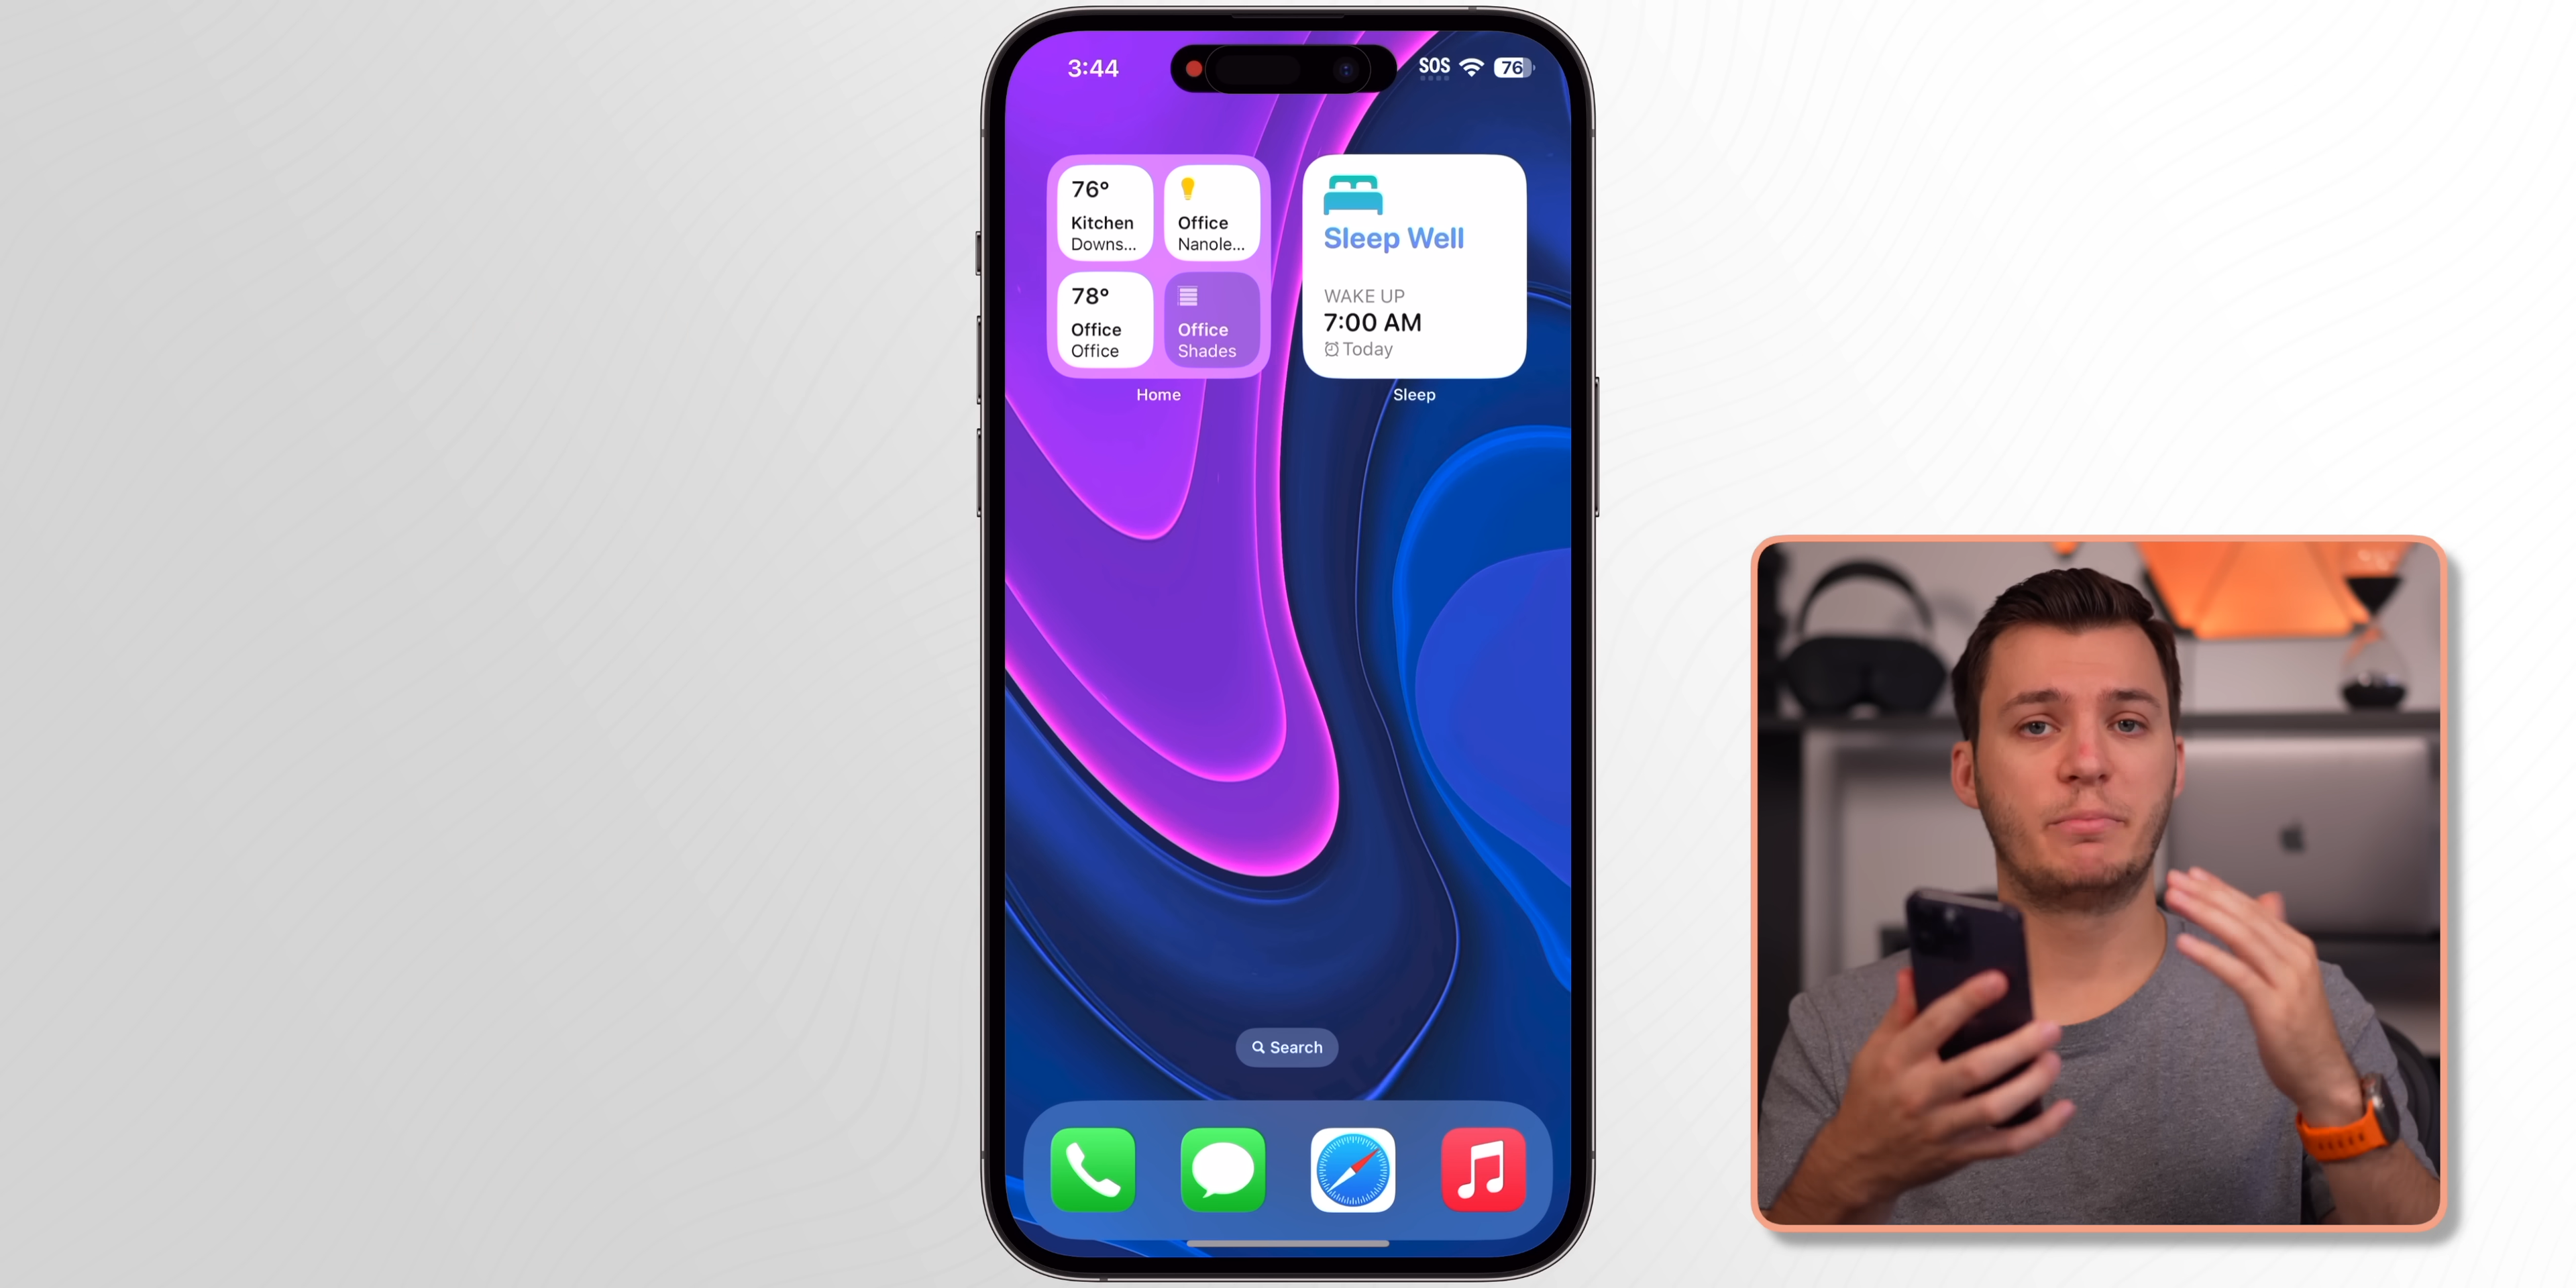 3:44
SOS
76
76°
Kitchen
Downs...
Office
Nanole...
78°
Office
Office
Office
Shades
Home
Sleep Well
WAKE UP
7:00 AM
Today
Sleep
Search